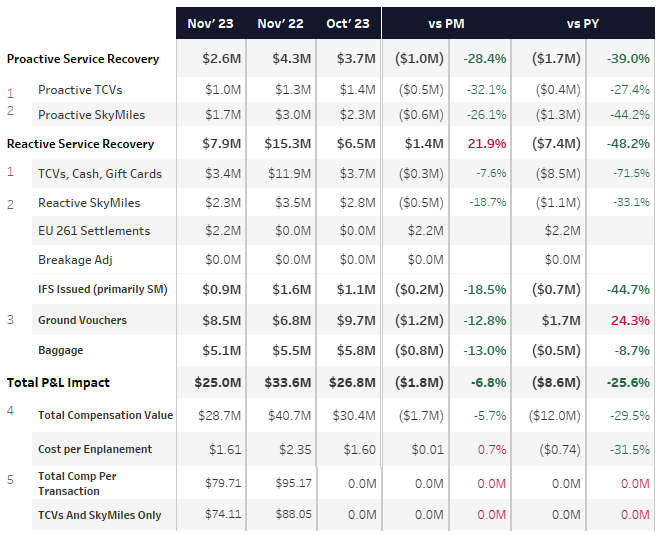 Nov' 23 Nov' 22 Oct' 23 vs PM vs PY
Proactive Service Recovery $2.6M $4.3M $3.7M ($1.0M) -28.4% ($1.7M) -39.0%
1 Proactive TCVs $1.0M $1.3M $1.4M ($0.5M) -32.1% ($0.4M) -27.4%
2 Proactive SkyMiles $1.7M $3.0M $2.3M ($0.6M) -26.1% ($1.3M) -44.2%
Reactive Service Recovery $7.9M $15.3M $6.5M $1.4M 21.9% ($7.4M) -48.2%
1 TCVs, Cash, Gift Cards $3.4M $11.9M $3.7M ($0.3M) -7.6% ($8.5M) -71.5%
2 Reactive SkyMiles $2.3M $3.5M $2.8M ($0.5M) -18.7% ($1.1M) -33.1%
EU 261 Settlements $2.2M $0.0M $0.0M $2.2M $2.2M
Breakage Adj $0.0M $0.0M $0.0M $0.0M $0.0M
IFS Issued (primarily SM) $0.9M $1.6M $1.1M ($0.2M) -18.5% ($0.7M) -44.7%
3 Ground Vouchers $8.5M $6.8M $9.7M ($1.2M) -12.8% $1.7M 24.3%
Baggage $5.1M $5.5M $5.8M ($0.8M) -13.0% ($0.5M) -8.7%
Total P&L Impact $25.0M $33.6M $26.8M ($1.8M) -6.8% ($8.6M) -25.6%
4 Total Compensation Value $28.7M $40.7M $30.4M ($1.7M) -5.7% ($12.0M) -29.5%
Cost per Enplanement $1.61 $2.35 $1.60 $0.01 0.7% ($0.74) -31.5%
5 Total Comp Per
Transaction $79.71 $95.17 0.0M 0.0M 0.0M 0.0M 0.0M
TCVs And SkyMiles Only $74.11 $88.05 0.0M 0.0M 0.0M 0.0M 0.0M